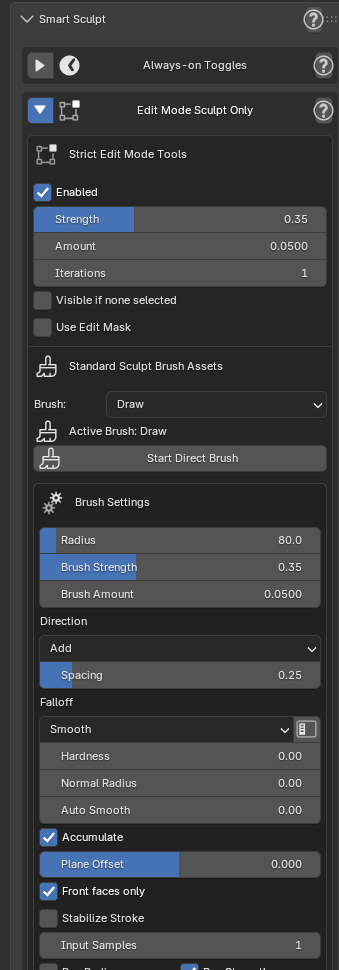 Smart Sculpt
Always-on Toggles
Edit Mode Sculpt Only
Strict Edit Mode Tools
Enabled
Strength 0.35
Amount 0.0500
Iterations 1
Visible if none selected
Use Edit Mask
Standard Sculpt Brush Assets
Brush: Draw
Active Brush: Draw
Start Direct Brush
Brush Settings
Radius 80.0
Brush Strength 0.35
Brush Amount 0.0500
Direction
Add
Spacing 0.25
Falloff
Smooth
Hardness 0.00
Normal Radius 0.00
Auto Smooth 0.00
Accumulate
Plane Offset 0.000
Front faces only
Stabilize Stroke
Input Samples 1